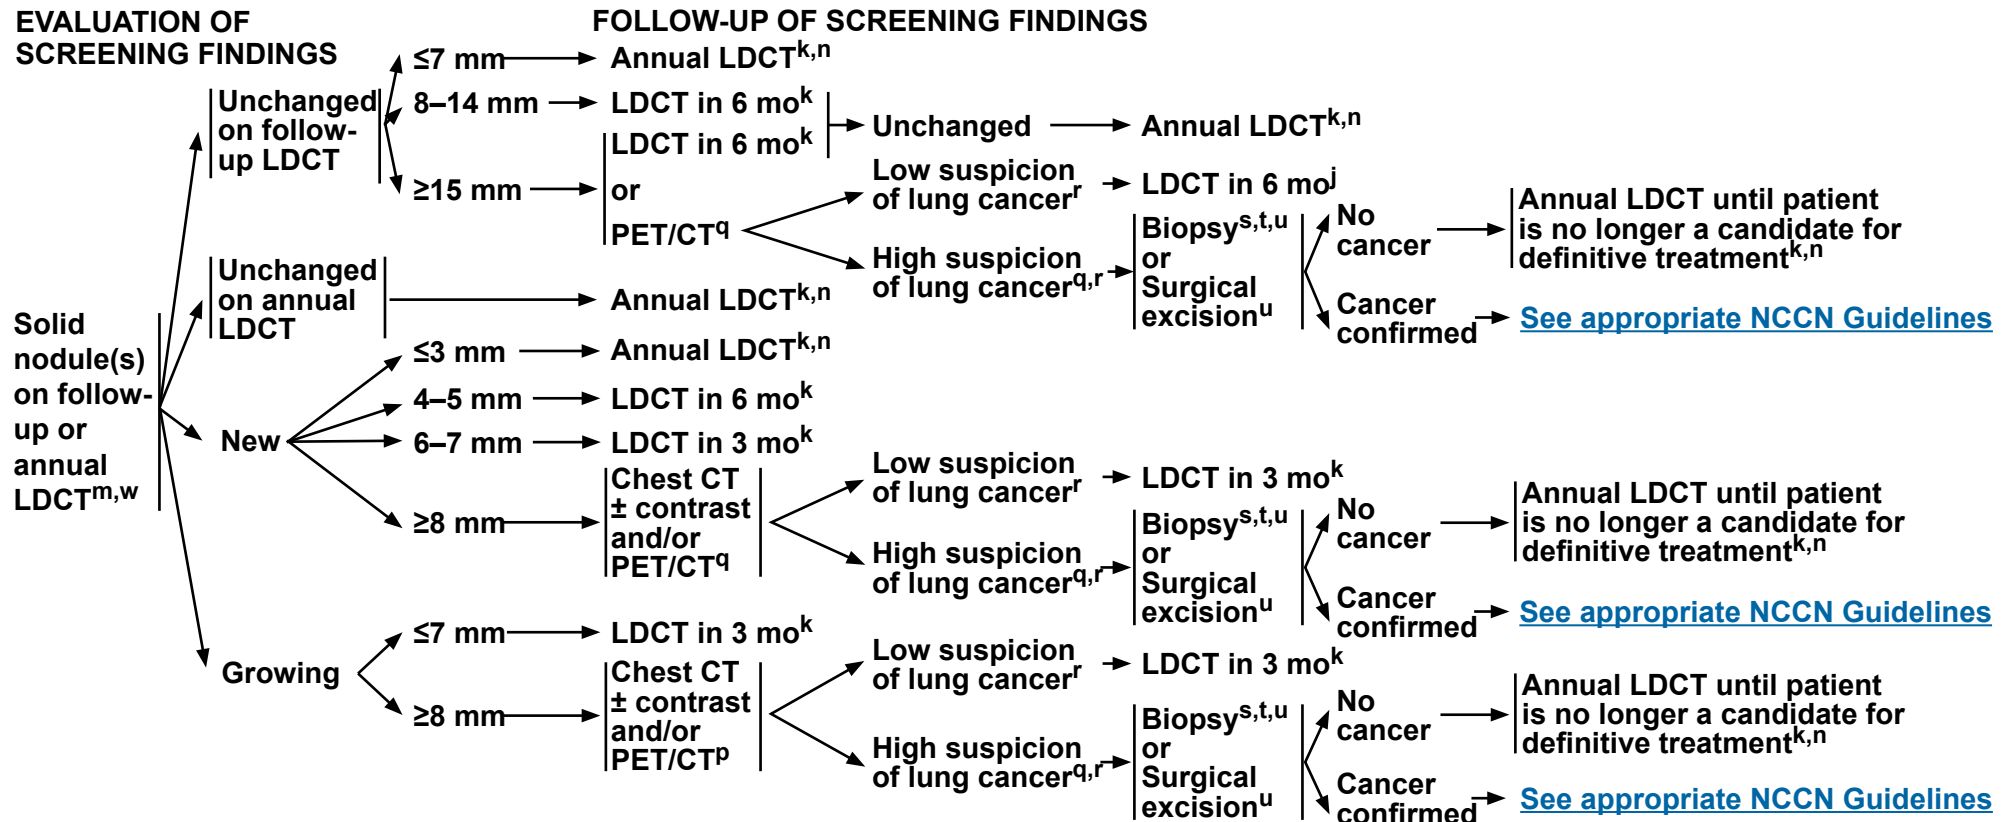 EVALUATION OF
SCREENING FINDINGS
FOLLOW-UP OF SCREENING FINDINGS
Solid
nodule(s)
on follow-
up or
annual
LDCTm,w
Unchanged
on follow-
up LDCT
≤7 mm
Annual LDCTk,n
8–14 mm
LDCT in 6 mok
≥15 mm
LDCT in 6 mok
or
PET/CTq
Unchanged
Annual LDCTk,n
Low suspicion
of lung cancerr
LDCT in 6 moj
High suspicion
of lung cancerq,r
Biopsys,t,u
or
Surgical
excisionu
No
cancer
Annual LDCT until patient
is no longer a candidate for
definitive treatmentk,n
Cancer
confirmed
See appropriate NCCN Guidelines
Unchanged
on annual
LDCT
Annual LDCTk,n
New
≤3 mm
Annual LDCTk,n
4–5 mm
LDCT in 6 mok
6–7 mm
LDCT in 3 mok
≥8 mm
Chest CT
± contrast
and/or
PET/CTq
Low suspicion
of lung cancerr
LDCT in 3 mok
High suspicion
of lung cancerq,r
Biopsys,t,u
or
Surgical
excisionu
No
cancer
Annual LDCT until patient
is no longer a candidate for
definitive treatmentk,n
Cancer
confirmed
See appropriate NCCN Guidelines
Growing
≤7 mm
LDCT in 3 mok
≥8 mm
Chest CT
± contrast
and/or
PET/CTp
Low suspicion
of lung cancerr
LDCT in 3 mok
High suspicion
of lung cancerq,r
Biopsys,t,u
or
Surgical
excisionu
No
cancer
Annual LDCT until patient
is no longer a candidate for
definitive treatmentk,n
Cancer
confirmed
See appropriate NCCN Guidelines